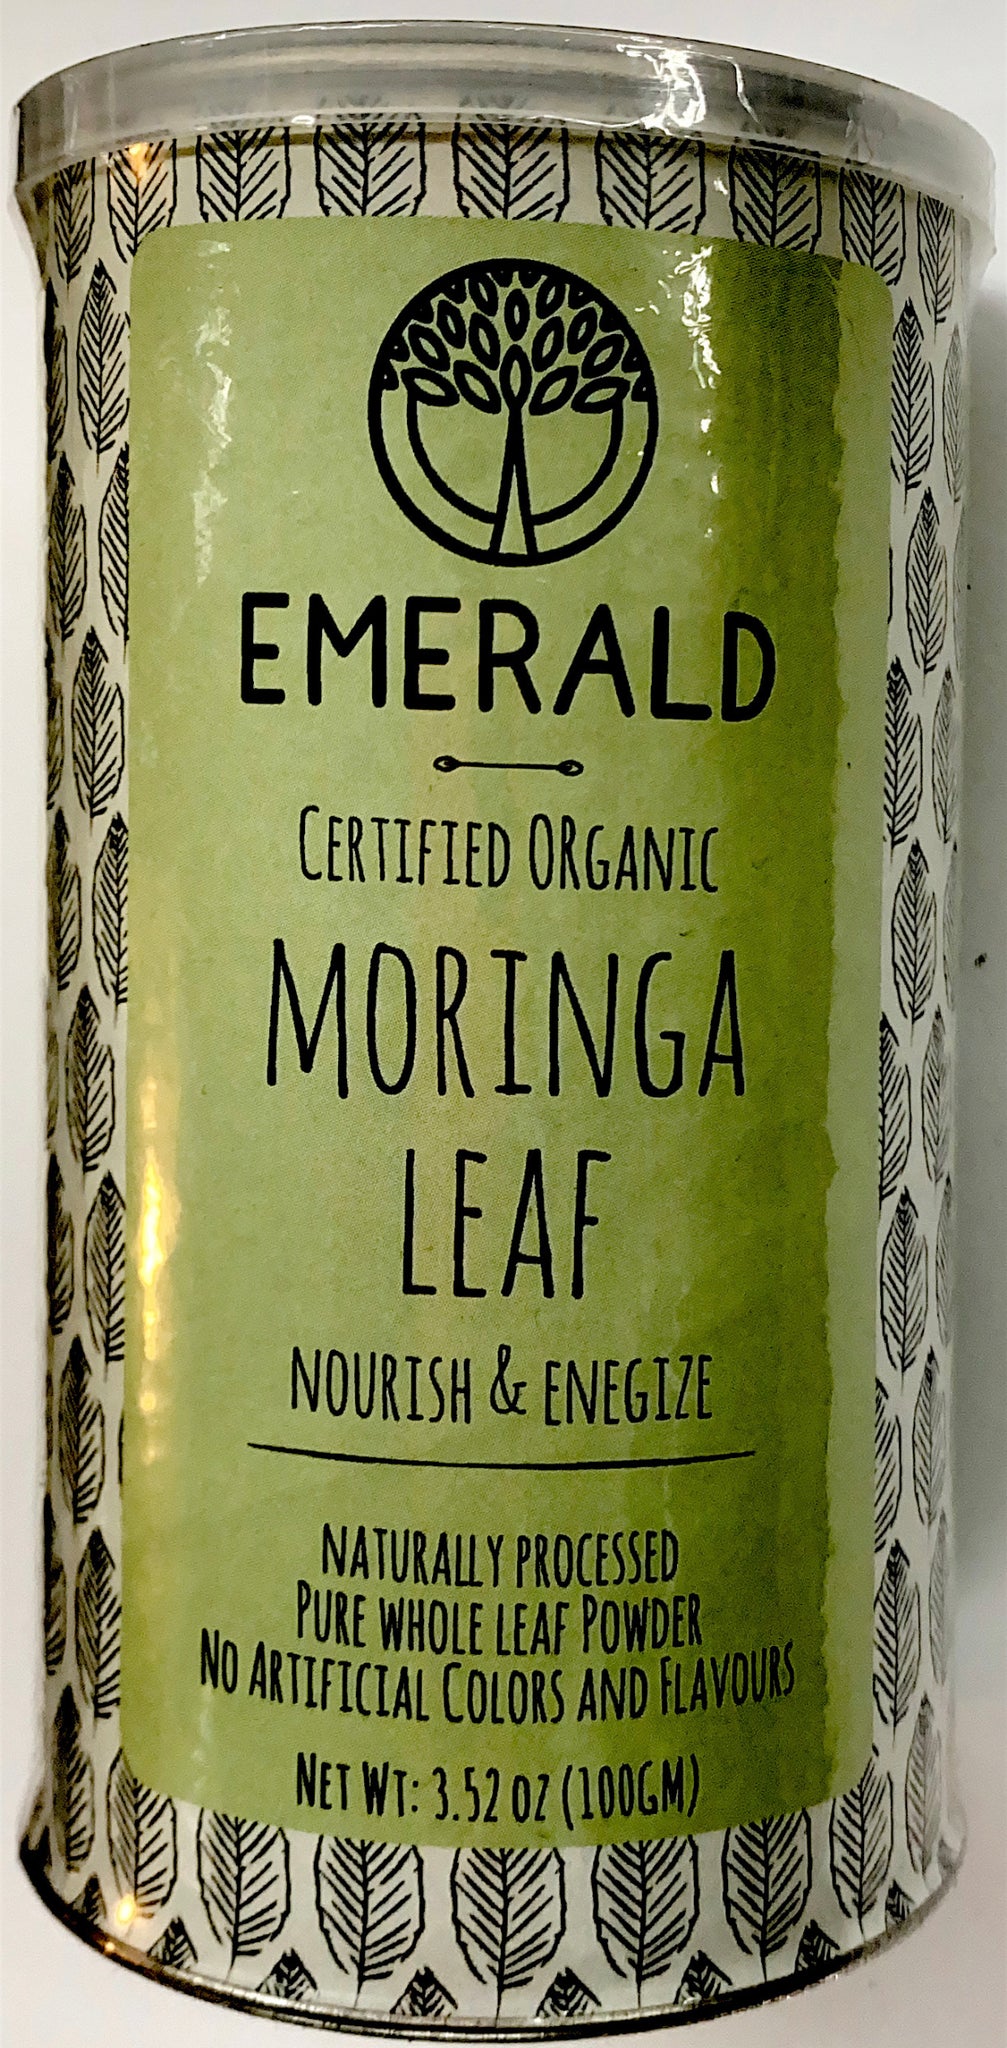 EMERALD
CERTIFIED ORGANIC
MORINGA
LEAF
NOURISH & ENEGIZE
NATURALLY PROCESSED
PURE WHOLE LEAF POWDER
NO ARTIFICIAL COLORS AND FLAVOURS
NET WT: 3.52 OZ (100GM)